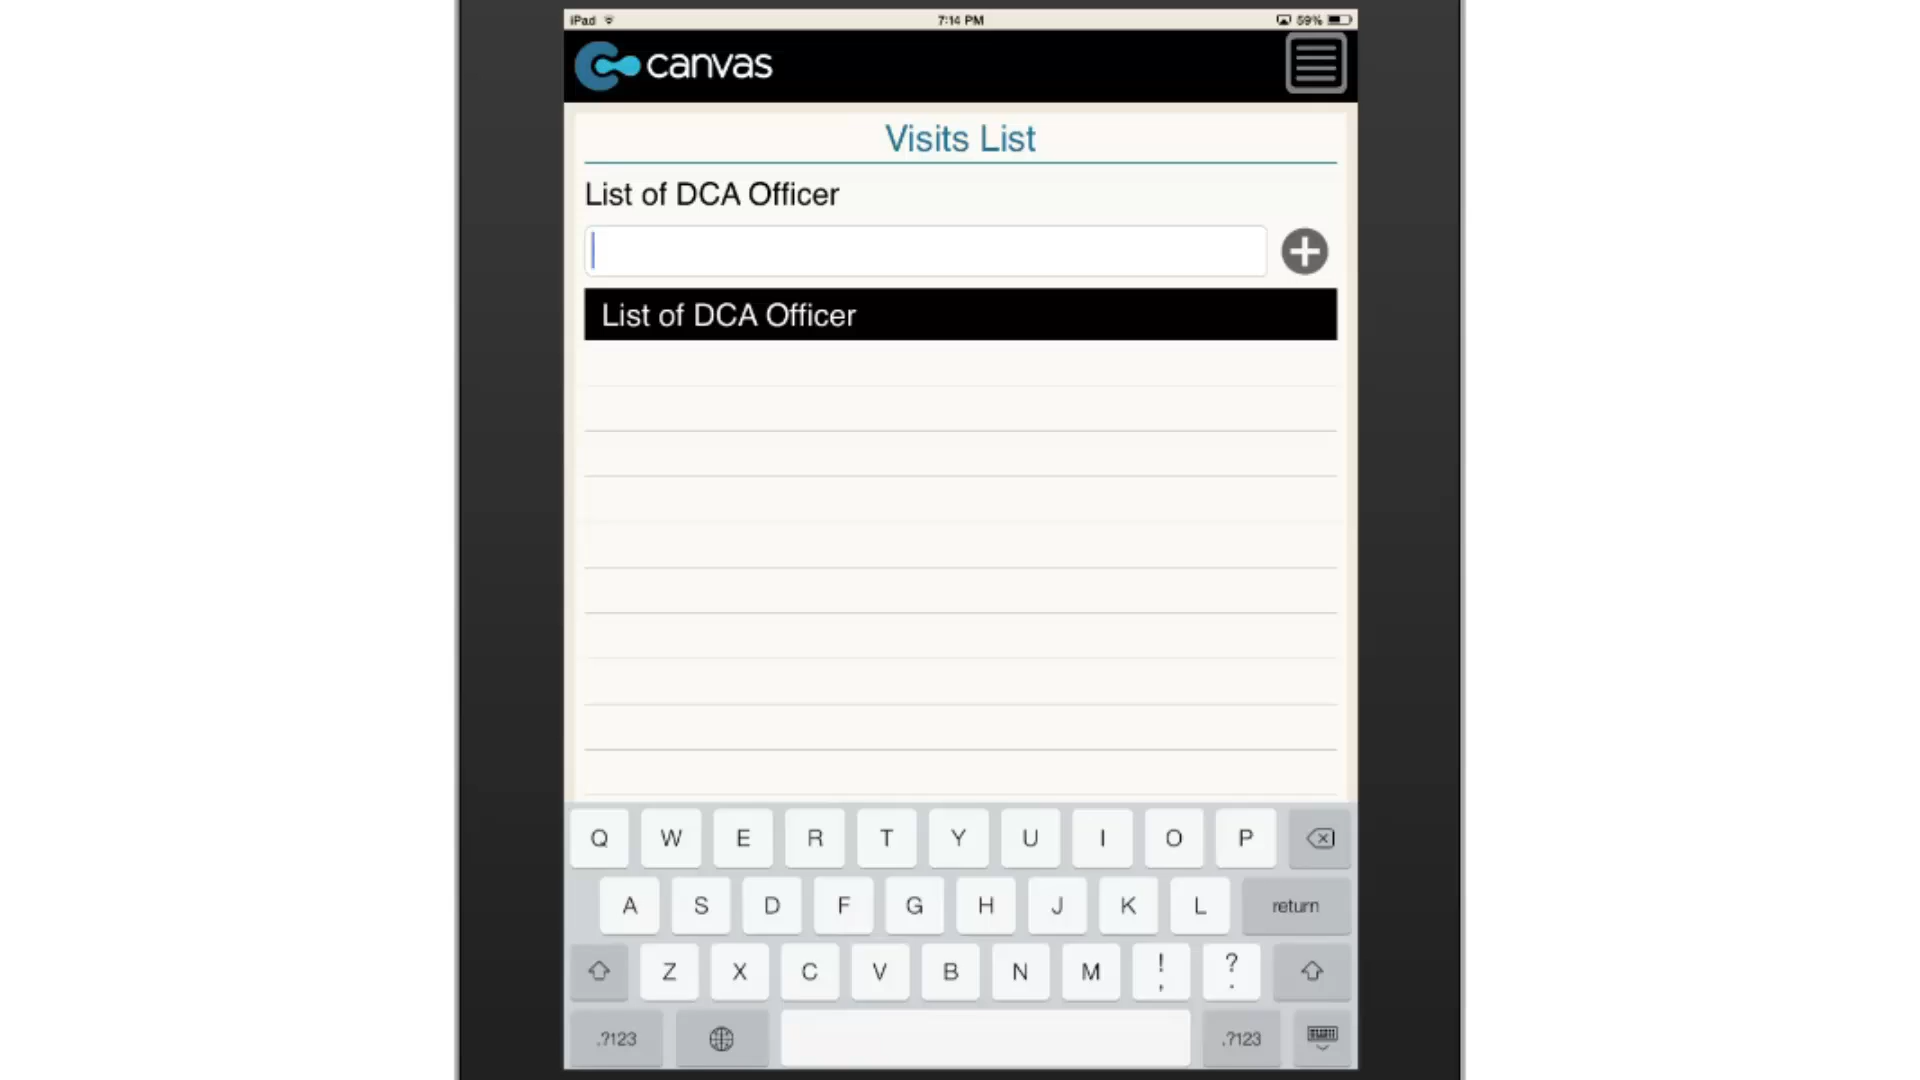 iPad 7:14 PM 59%
canvas
Visits List
List of DCA Officer
List of DCA Officer
Q W E R T Y U I O P
A S D F G H J K L return
Z X C V B N M ! , ? .
.?123 .?123